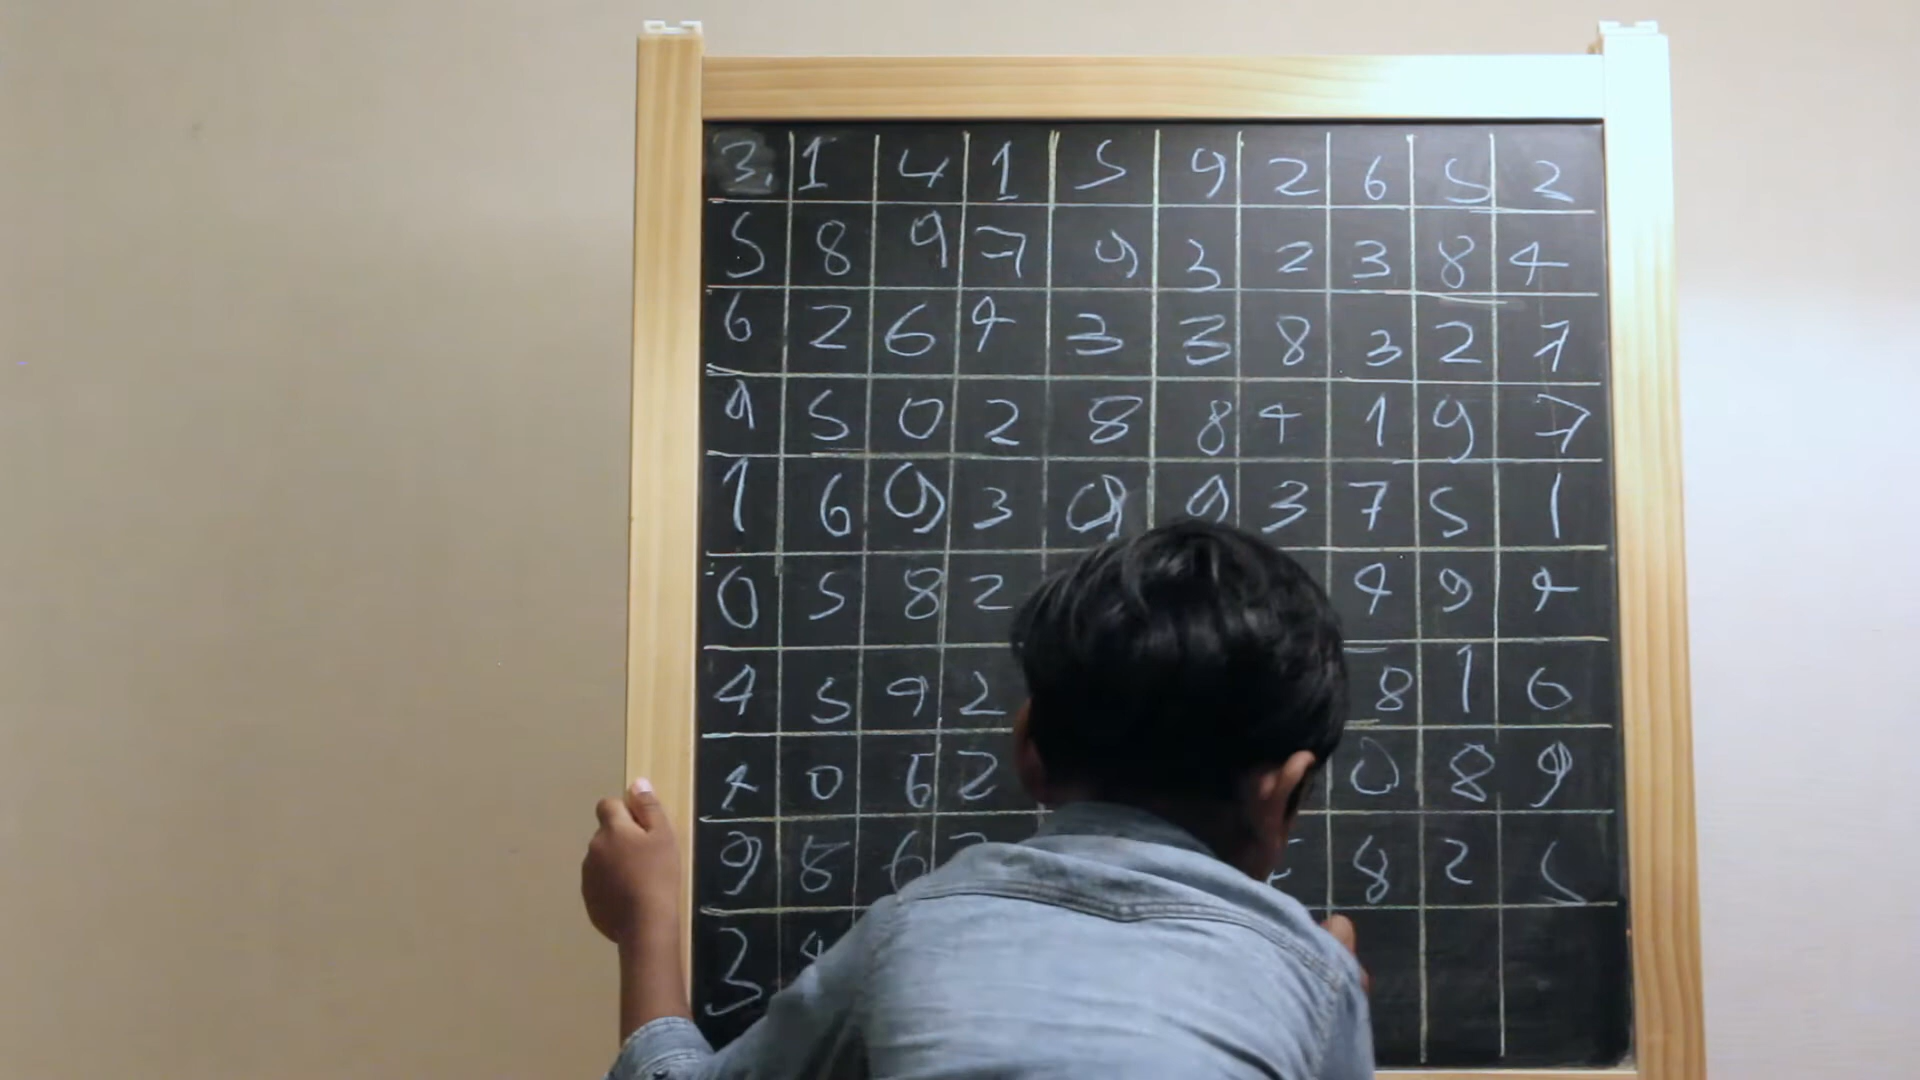 3. 1 4 1 5 9 2 6 5 2
5 8 9 7 9 3 2 3 8 4
6 2 6 4 3 3 8 3 2 7
9 5 0 2 8 8 4 1 9 7
1 6 9 3 9 9 3 7 5 1
0 5 8 2 4 9 4
4 5 9 2 8 1 6
4 0 6 2 0 8 9
9 8 6 8 2
3